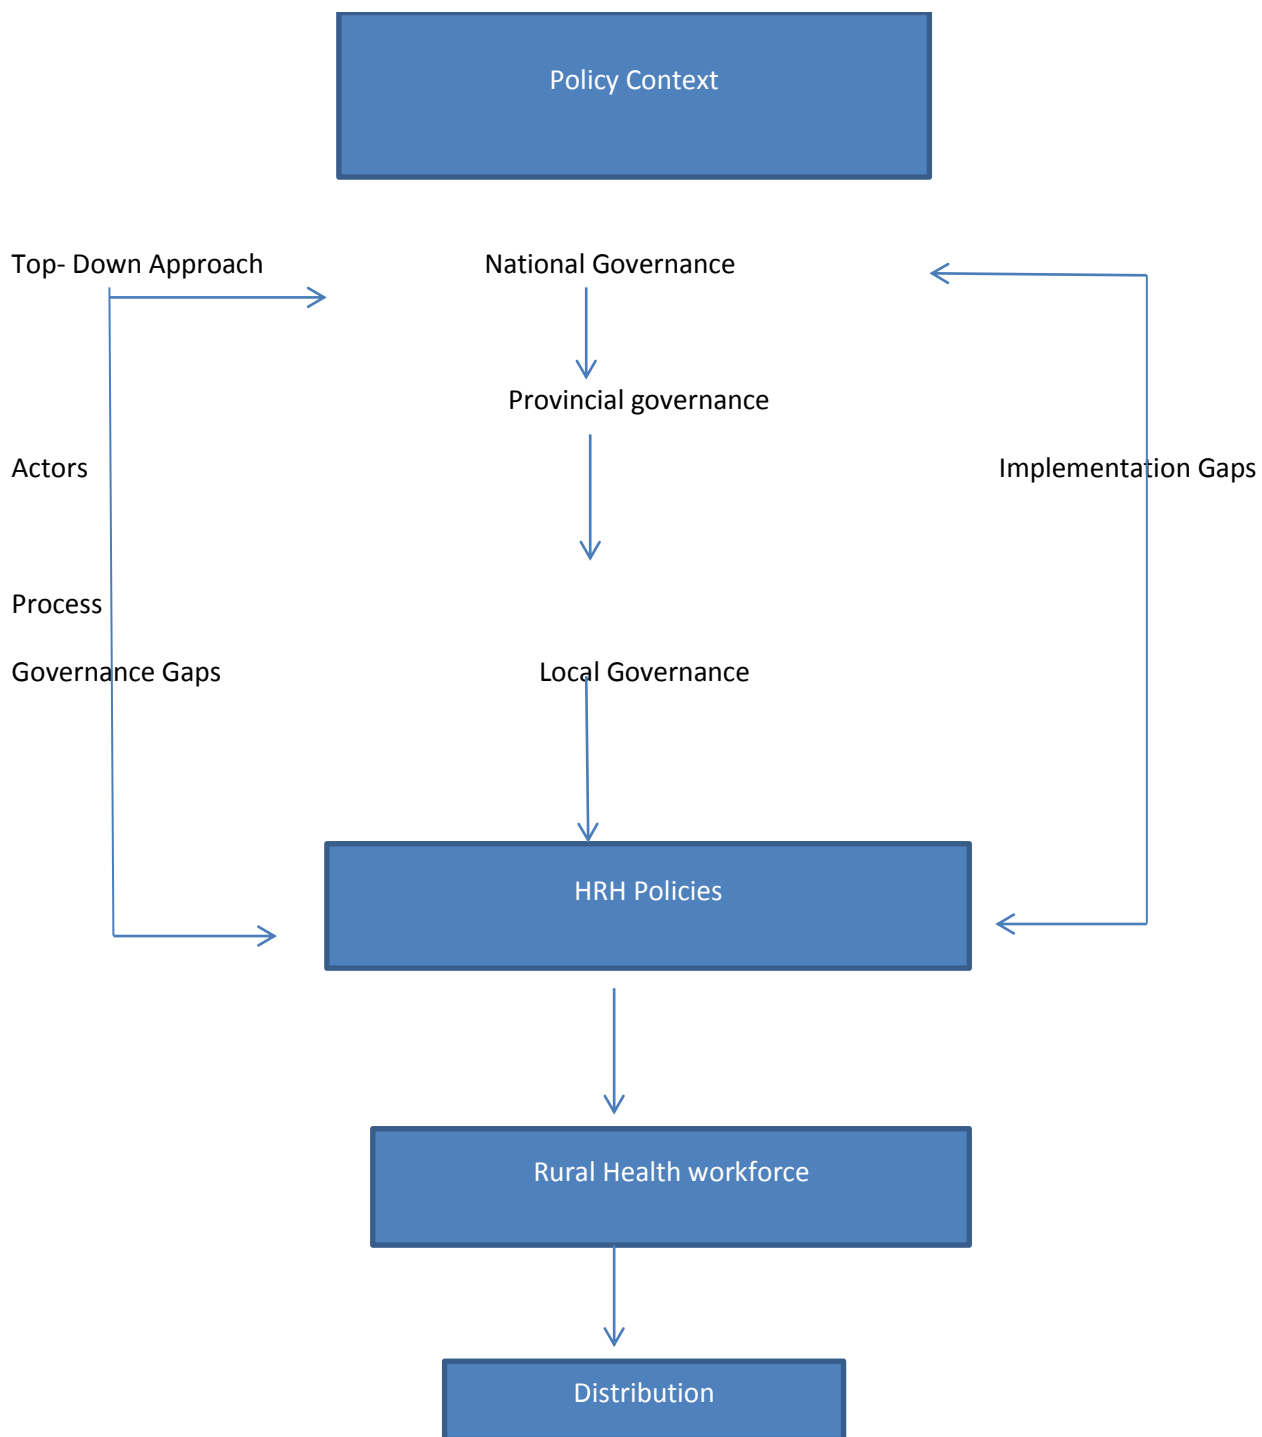 Policy Context
Top- Down Approach
National Governance
Provincial governance
Actors
Implementation Gaps
Process
Governance Gaps
Local Governance
HRH Policies
Rural Health workforce
Distribution